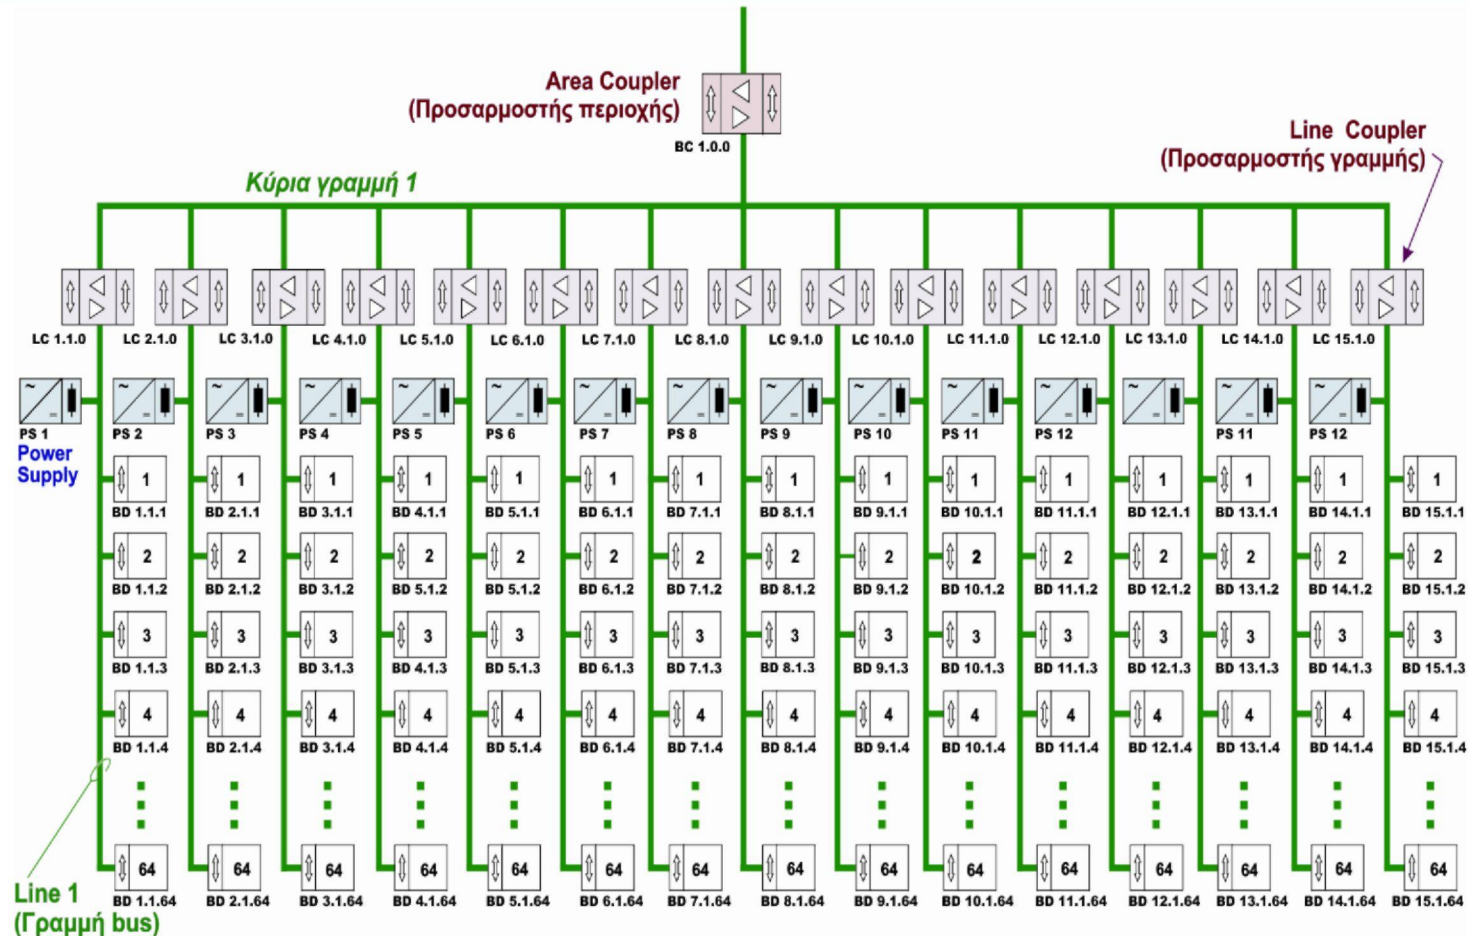 Area Coupler
(Προσαρμοστής περιοχής)
BC 1.0.0
Line Coupler
(Προσαρμοστής γραμμής)
Κύρια γραμμή 1
LC 1.1.0 LC 2.1.0 LC 3.1.0 LC 4.1.0 LC 5.1.0 LC 6.1.0 LC 7.1.0 LC 8.1.0 LC 9.1.0 LC 10.1.0 LC 11.1.0 LC 12.1.0 LC 13.1.0 LC 14.1.0 LC 15.1.0
PS 1 PS 2 PS 3 PS 4 PS 5 PS 6 PS 7 PS 8 PS 9 PS 10 PS 11 PS 12 PS 11 PS 12
Power
Supply
1 1 1 1 1 1 1 1 1 1 1 1 1 1 1
BD 1.1.1 BD 2.1.1 BD 3.1.1 BD 4.1.1 BD 5.1.1 BD 6.1.1 BD 7.1.1 BD 8.1.1 BD 9.1.1 BD 10.1.1 BD 11.1.1 BD 12.1.1 BD 13.1.1 BD 14.1.1 BD 15.1.1
2 2 2 2 2 2 2 2 2 2 2 2 2 2 2
BD 1.1.2 BD 2.1.2 BD 3.1.2 BD 5.1.2 BD 5.1.2 BD 6.1.2 BD 7.1.2 BD 8.1.2 BD 9.1.2 BD 10.1.2 BD 11.1.2 BD 12.1.2 BD 13.1.2 BD 14.1.2 BD 15.1.2
3 3 3 3 3 3 3 3 3 3 3 3 3 3 3
BD 1.1.3 BD 2.1.3 BD 3.1.3 BD 4.1.3 BD 5.1.3 BD 6.1.3 BD 7.1.3 BD 8.1.3 BD 9.1.3 BD 10.1.3 BD 11.1.3 BD 12.1.3 BD 13.1.3 BD 14.1.3 BD 15.1.3
4 4 4 4 4 4 4 4 4 4 4 4 4 4 4
BD 1.1.4 BD 2.1.4 BD 3.1.4 BD 4.1.4 BD 5.1.4 BD 6.1.4 BD 7.1.4 BD 8.1.4 BD 9.1.4 BD 10.1.4 BD 11.1.4 BD 12.1.4 BD 13.1.4 BD 14.1.4 BD 15.1.4
64 64 64 64 64 64 64 64 64 64 64 64 64 64 64
BD 1.1.64 BD 2.1.64 BD 3.1.64 BD 4.1.64 BD 5.1.64 BD 6.1.64 BD 7.1.64 BD 8.1.64 BD 9.1.64 BD 10.1.64 BD 11.1.64 BD 12.1.64 BD 13.1.64 BD 14.1.64 BD 15.1.64
Line 1
(Γραμμή bus)